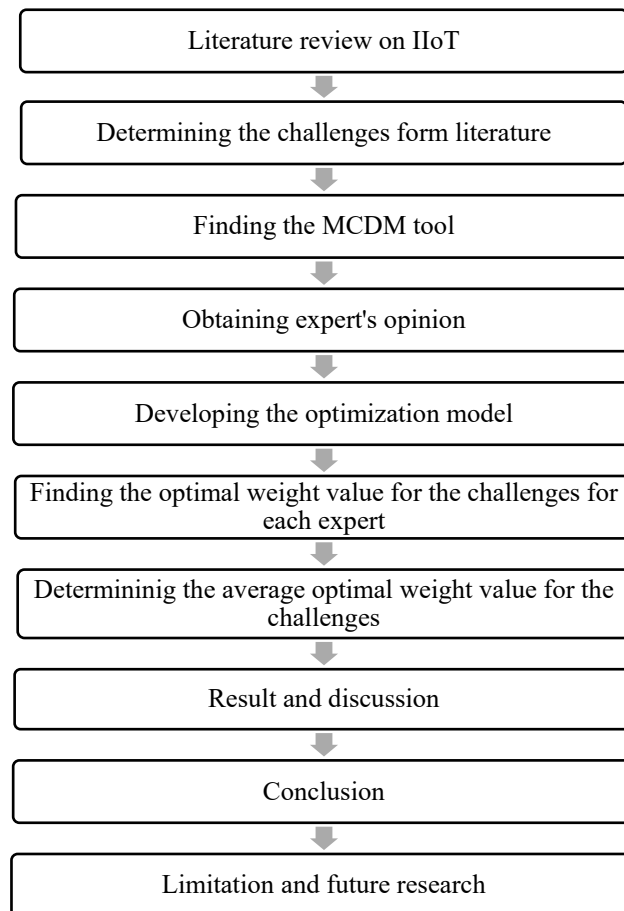 Literature review on IIoT
Determining the challenges form literature
Finding the MCDM tool
Obtaining expert's opinion
Developing the optimization model
Finding the optimal weight value for the challenges for
each expert
Determininig the average optimal weight value for the
challenges
Result and discussion
Conclusion
Limitation and future research